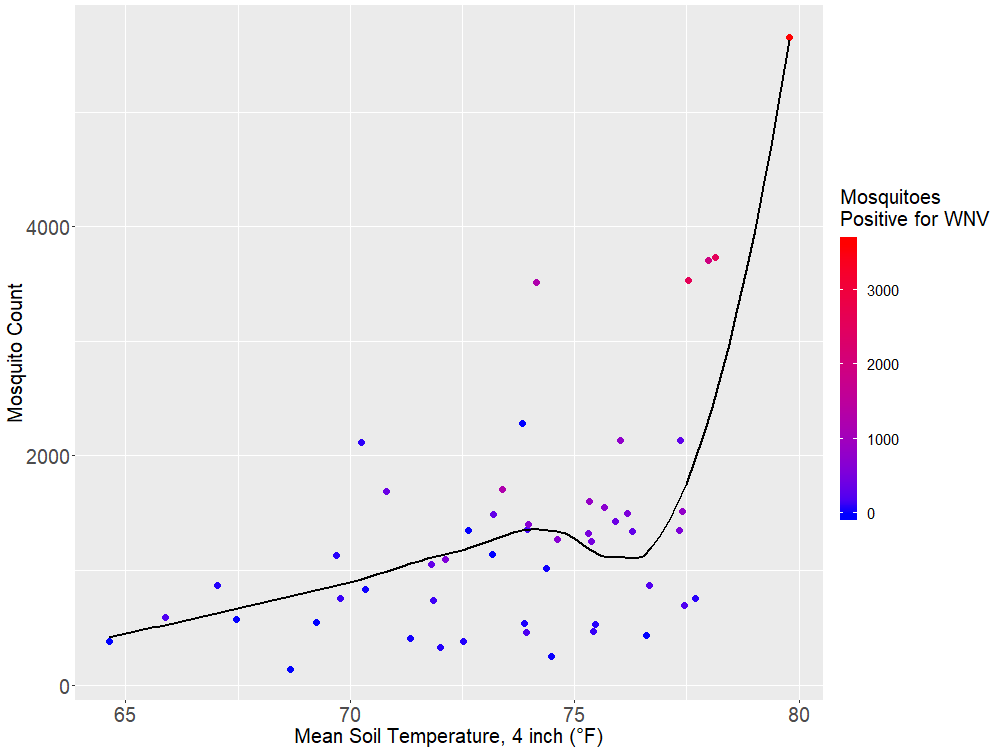 Mosquito Count
4000
2000
0
65
70
75
80
Mean Soil Temperature, 4 inch (°F)
Mosquitoes
Positive for WNV
3000
2000
1000
0